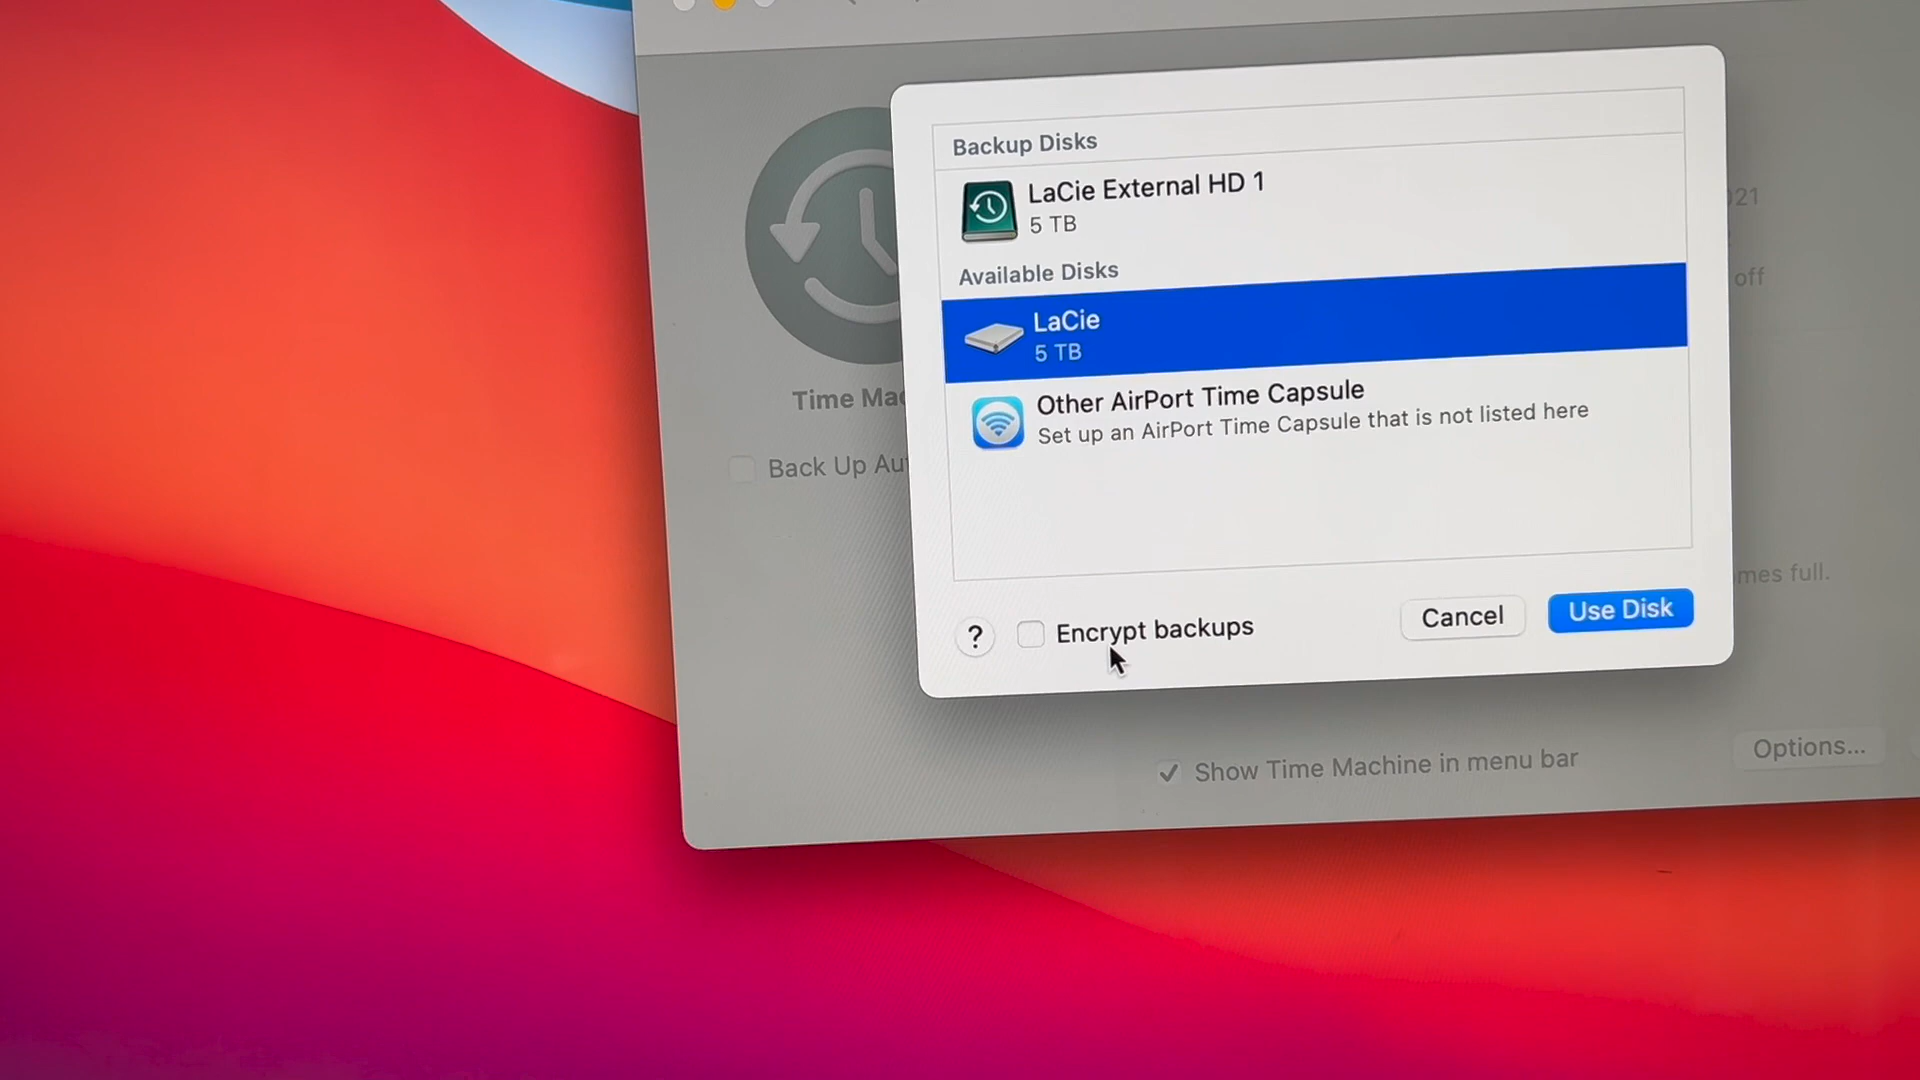 Backup Disks
LaCie External HD 1
5 TB
Available Disks
LaCie
5 TB
Other AirPort Time Capsule
Set up an AirPort Time Capsule that is not listed here
? Encrypt backups
Cancel
Use Disk
Time Mac
Back Up Aut
21
off
mes full.
Show Time Machine in menu bar
Options...